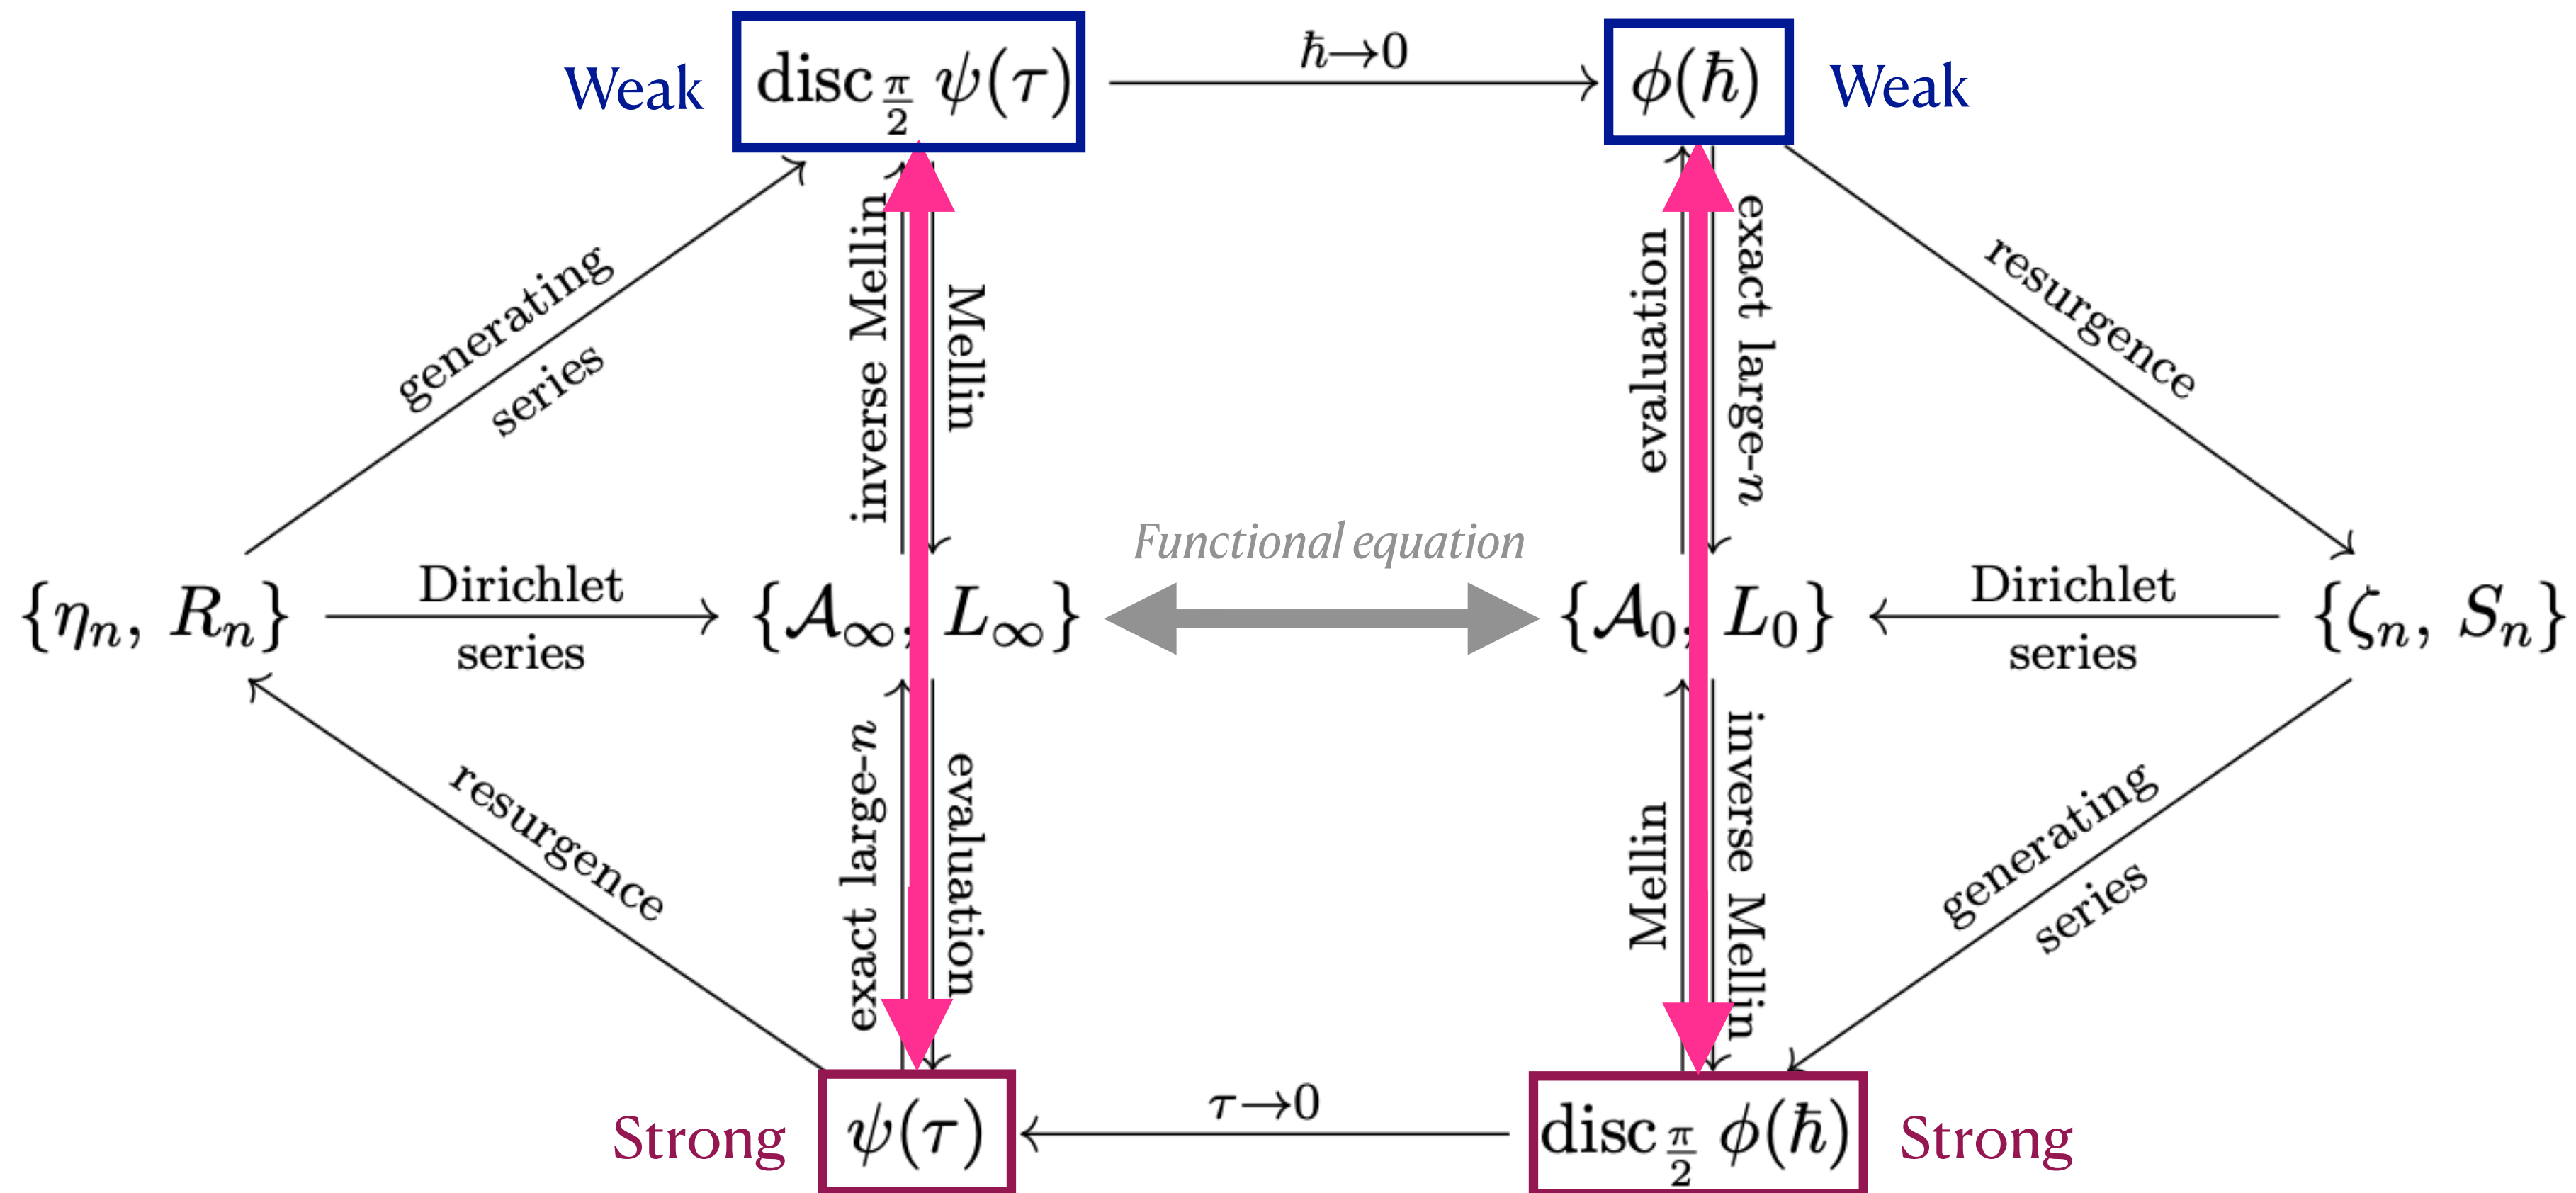 Weak
disc_{π/2} ψ(τ)
ħ→0
ϕ(ħ)
Weak
generating
series
inverse Mellin
Mellin
evaluation
exact large-n
resurgence
{η_n, R_n}
Dirichlet
series
{𝒜_∞, L_∞}
Functional equation
{𝒜_0, L_0}
Dirichlet
series
{ζ_n, S_n}
resurgence
exact large-n
evaluation
Mellin
inverse Mellin
generating
series
Strong
ψ(τ)
τ→0
disc_{π/2} ϕ(ħ)
Strong